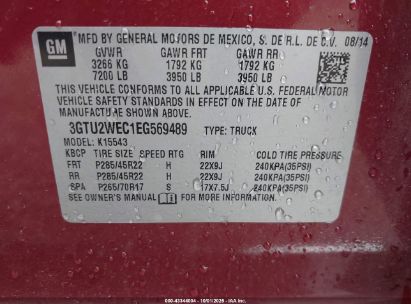 GM
MFD BY GENERAL MOTORS DE MEXICO, S. DE R.L. DE C.V. 08/14
GVWR GAWR FRT GAWR RR
3266 KG 1792 KG 1792 KG
7200 LB 3950 LB 3950 LB
THIS VEHICLE CONFORMS TO ALL APPLICABLE U.S. FEDERAL MOTOR
VEHICLE SAFETY STANDARDS IN EFFECT ON THE DATE OF
MANUFACTURE SHOWN ABOVE.
3GTU2WEC1EG569489 TYPE: TRUCK
MODEL: K15543
KBCP TIRE SIZE SPEED RTG RIM COLD TIRE PRESSURE
FRT P285/45R22 H 22X9J 240KPA(35PSI)
RR P285/45R22 H 22X9J 240KPA(35PSI)
SPA P265/70R17 S 17X7.5J 240KPA(35PSI)
SEE OWNER'S MANUAL FOR MORE INFORMATION